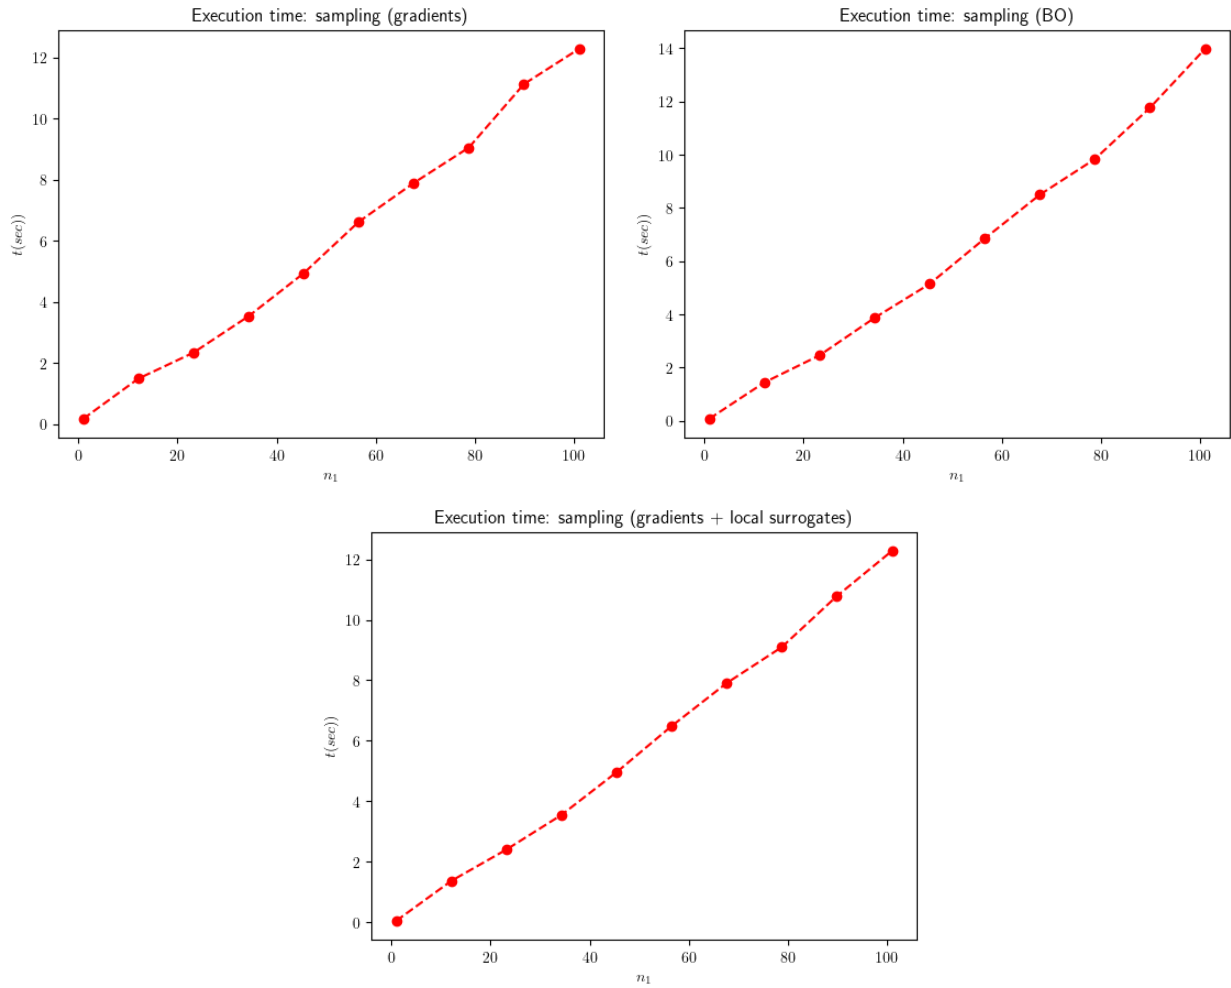 Execution time: sampling (gradients)
12
10
8
6
4
2
0
t(sec))
0 20 40 60 80 100
n₁
Execution time: sampling (BO)
14
12
10
8
6
4
2
0
t(sec))
0 20 40 60 80 100
n₁
Execution time: sampling (gradients + local surrogates)
12
10
8
6
4
2
0
t(sec))
0 20 40 60 80 100
n₁